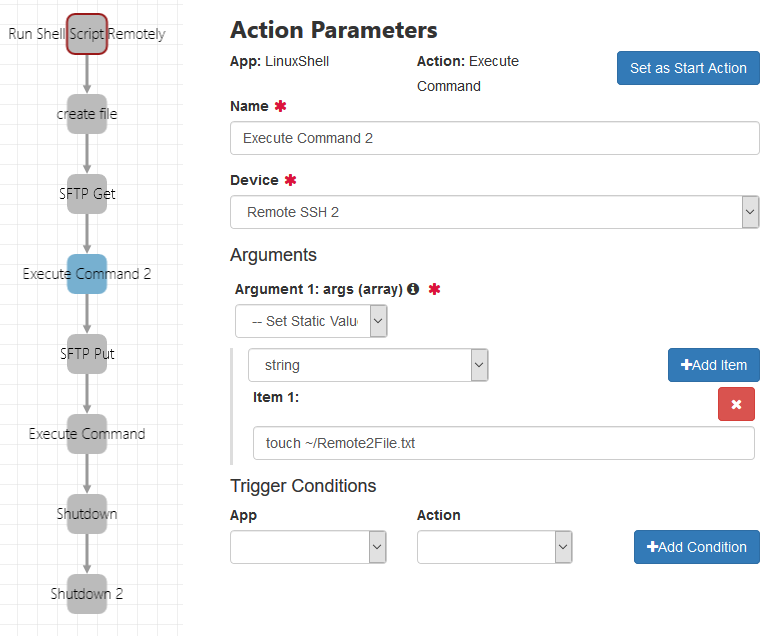 Run Shell Script Remotely
create file
SFTP Get
Execute Command 2
SFTP Put
Execute Command
Shutdown
Shutdown 2
Action Parameters
App: LinuxShell
Action: Execute
Command
Set as Start Action
Name *
Execute Command 2
Device *
Remote SSH 2
Arguments
Argument 1: args (array) *
-- Set Static Valu
string
Add Item
Item 1:
touch ~/Remote2File.txt
Trigger Conditions
App
Action
Add Condition